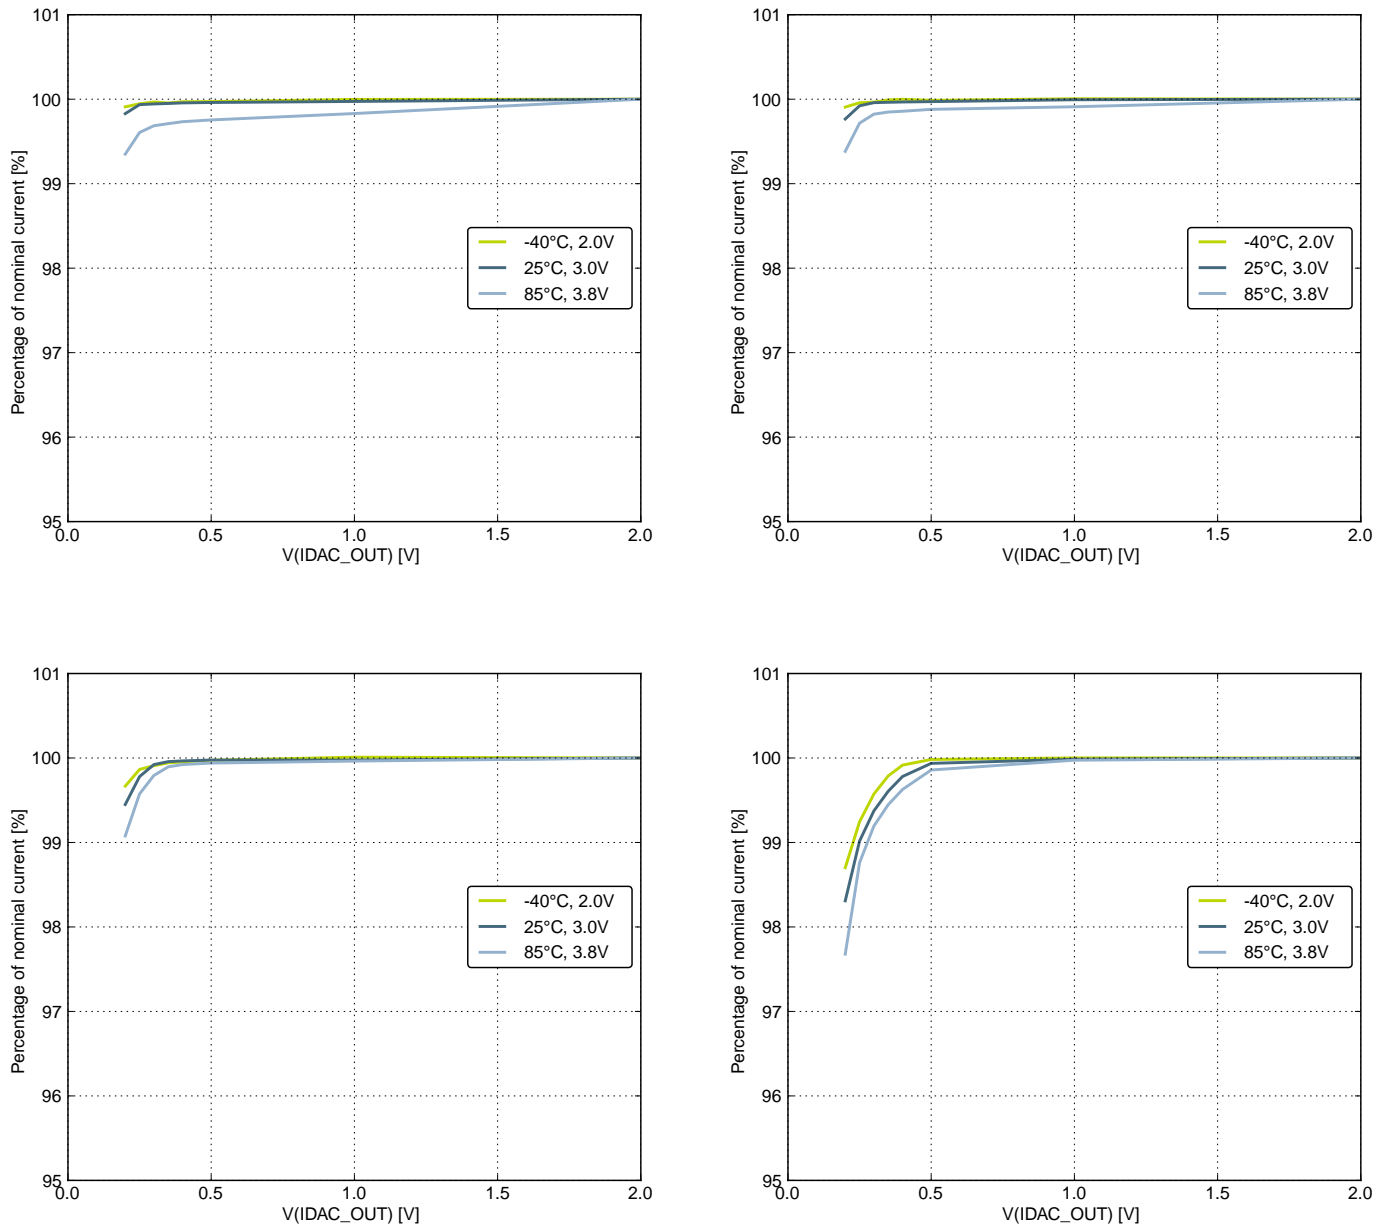 101
100
99
98
97
96
95
Percentage of nominal current [%]
-40°C, 2.0V
25°C, 3.0V
85°C, 3.8V
0.0 0.5 1.0 1.5 2.0
V(IDAC_OUT) [V]
101
100
99
98
97
96
95
Percentage of nominal current [%]
-40°C, 2.0V
25°C, 3.0V
85°C, 3.8V
0.0 0.5 1.0 1.5 2.0
V(IDAC_OUT) [V]
101
100
99
98
97
96
95
Percentage of nominal current [%]
-40°C, 2.0V
25°C, 3.0V
85°C, 3.8V
0.0 0.5 1.0 1.5 2.0
V(IDAC_OUT) [V]
101
100
99
98
97
96
95
Percentage of nominal current [%]
-40°C, 2.0V
25°C, 3.0V
85°C, 3.8V
0.0 0.5 1.0 1.5 2.0
V(IDAC_OUT) [V]